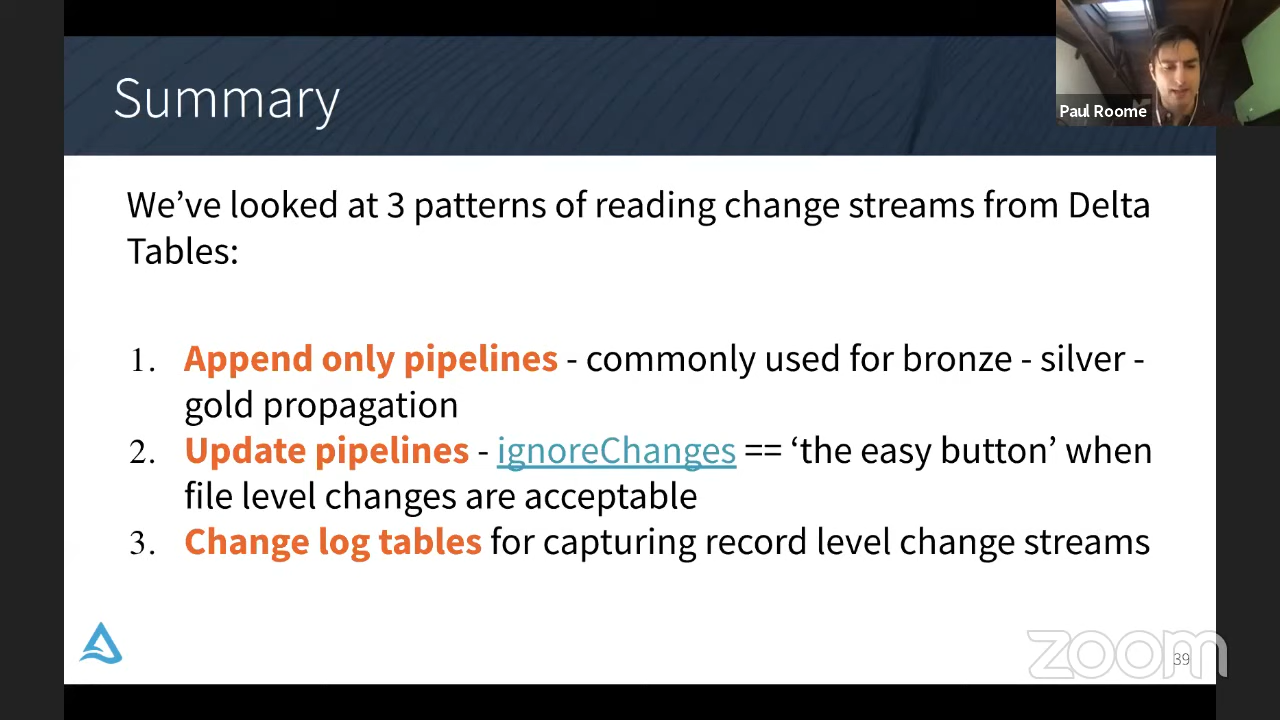 Summary
Paul Roome
We’ve looked at 3 patterns of reading change streams from Delta
Tables:
1. Append only pipelines - commonly used for bronze - silver -
gold propagation
2. Update pipelines - ignoreChanges == ‘the easy button’ when
file level changes are acceptable
3. Change log tables for capturing record level change streams
zoom
39